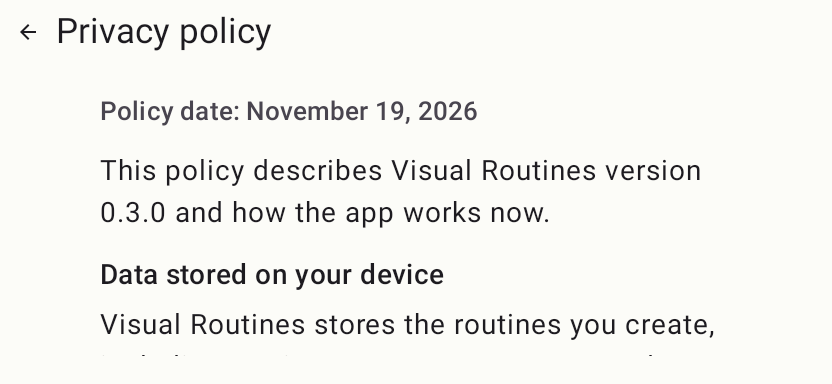 Privacy policy
Policy date: November 19, 2026
This policy describes Visual Routines version
0.3.0 and how the app works now.
Data stored on your device
Visual Routines stores the routines you create,